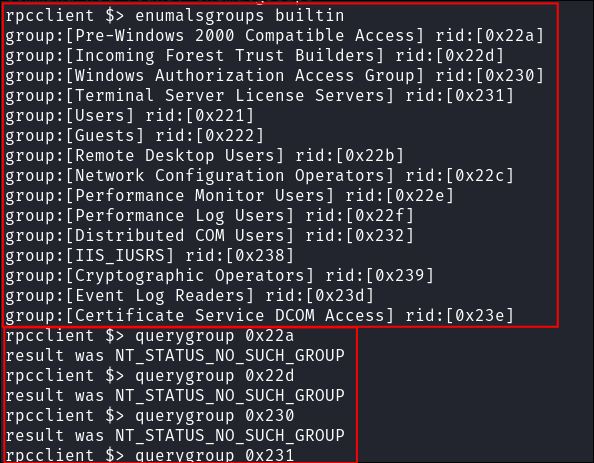 rpcclient $> enumalsgroups builtin
group:[Pre-Windows 2000 Compatible Access] rid:[0x22a]
group:[Incoming Forest Trust Builders] rid:[0x22d]
group:[Windows Authorization Access Group] rid:[0x230]
group:[Terminal Server License Servers] rid:[0x231]
group:[Users] rid:[0x221]
group:[Guests] rid:[0x222]
group:[Remote Desktop Users] rid:[0x22b]
group:[Network Configuration Operators] rid:[0x22c]
group:[Performance Monitor Users] rid:[0x22e]
group:[Performance Log Users] rid:[0x22f]
group:[Distributed COM Users] rid:[0x232]
group:[IIS_IUSRS] rid:[0x238]
group:[Cryptographic Operators] rid:[0x239]
group:[Event Log Readers] rid:[0x23d]
group:[Certificate Service DCOM Access] rid:[0x23e]
rpcclient $> querygroup 0x22a
result was NT_STATUS_NO_SUCH_GROUP
rpcclient $> querygroup 0x22d
result was NT_STATUS_NO_SUCH_GROUP
rpcclient $> querygroup 0x230
result was NT_STATUS_NO_SUCH_GROUP
rpcclient $> querygroup 0x231